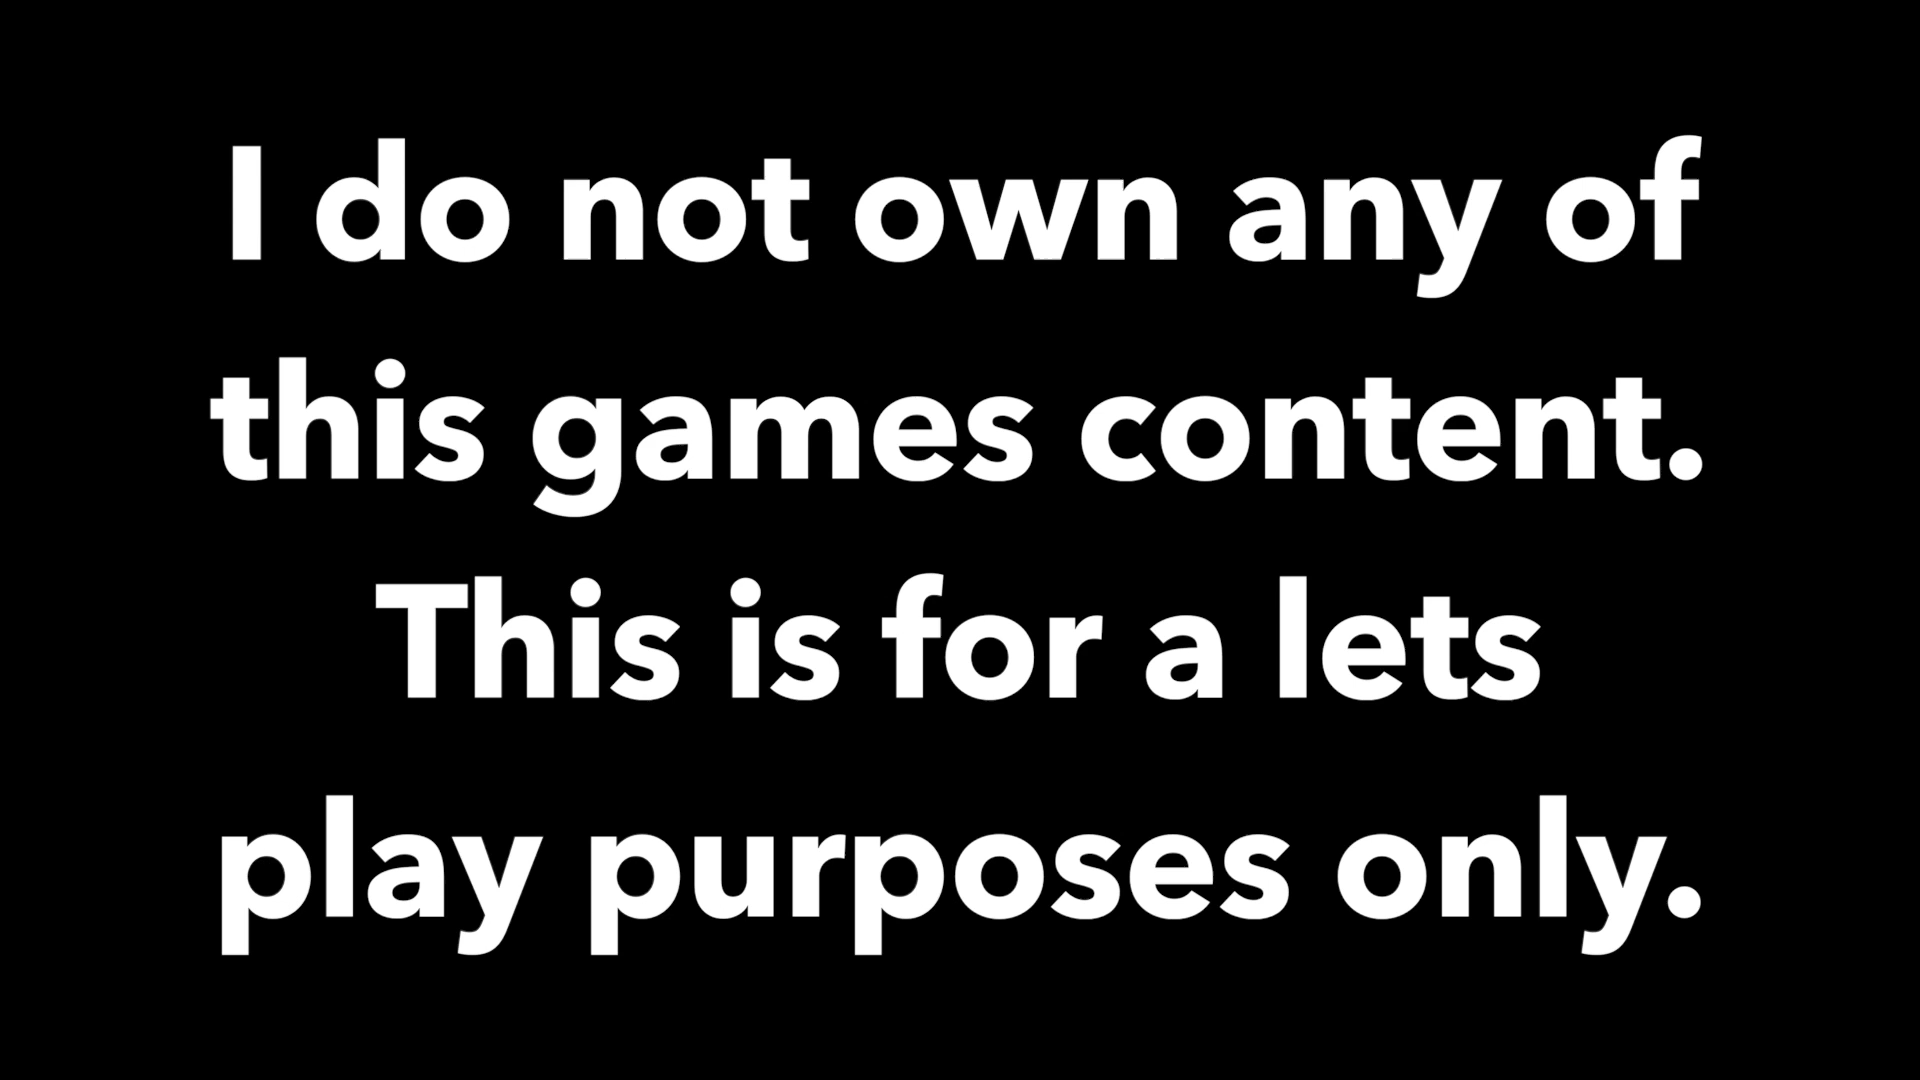 I do not own any of
this games content.
This is for a lets
play purposes only.